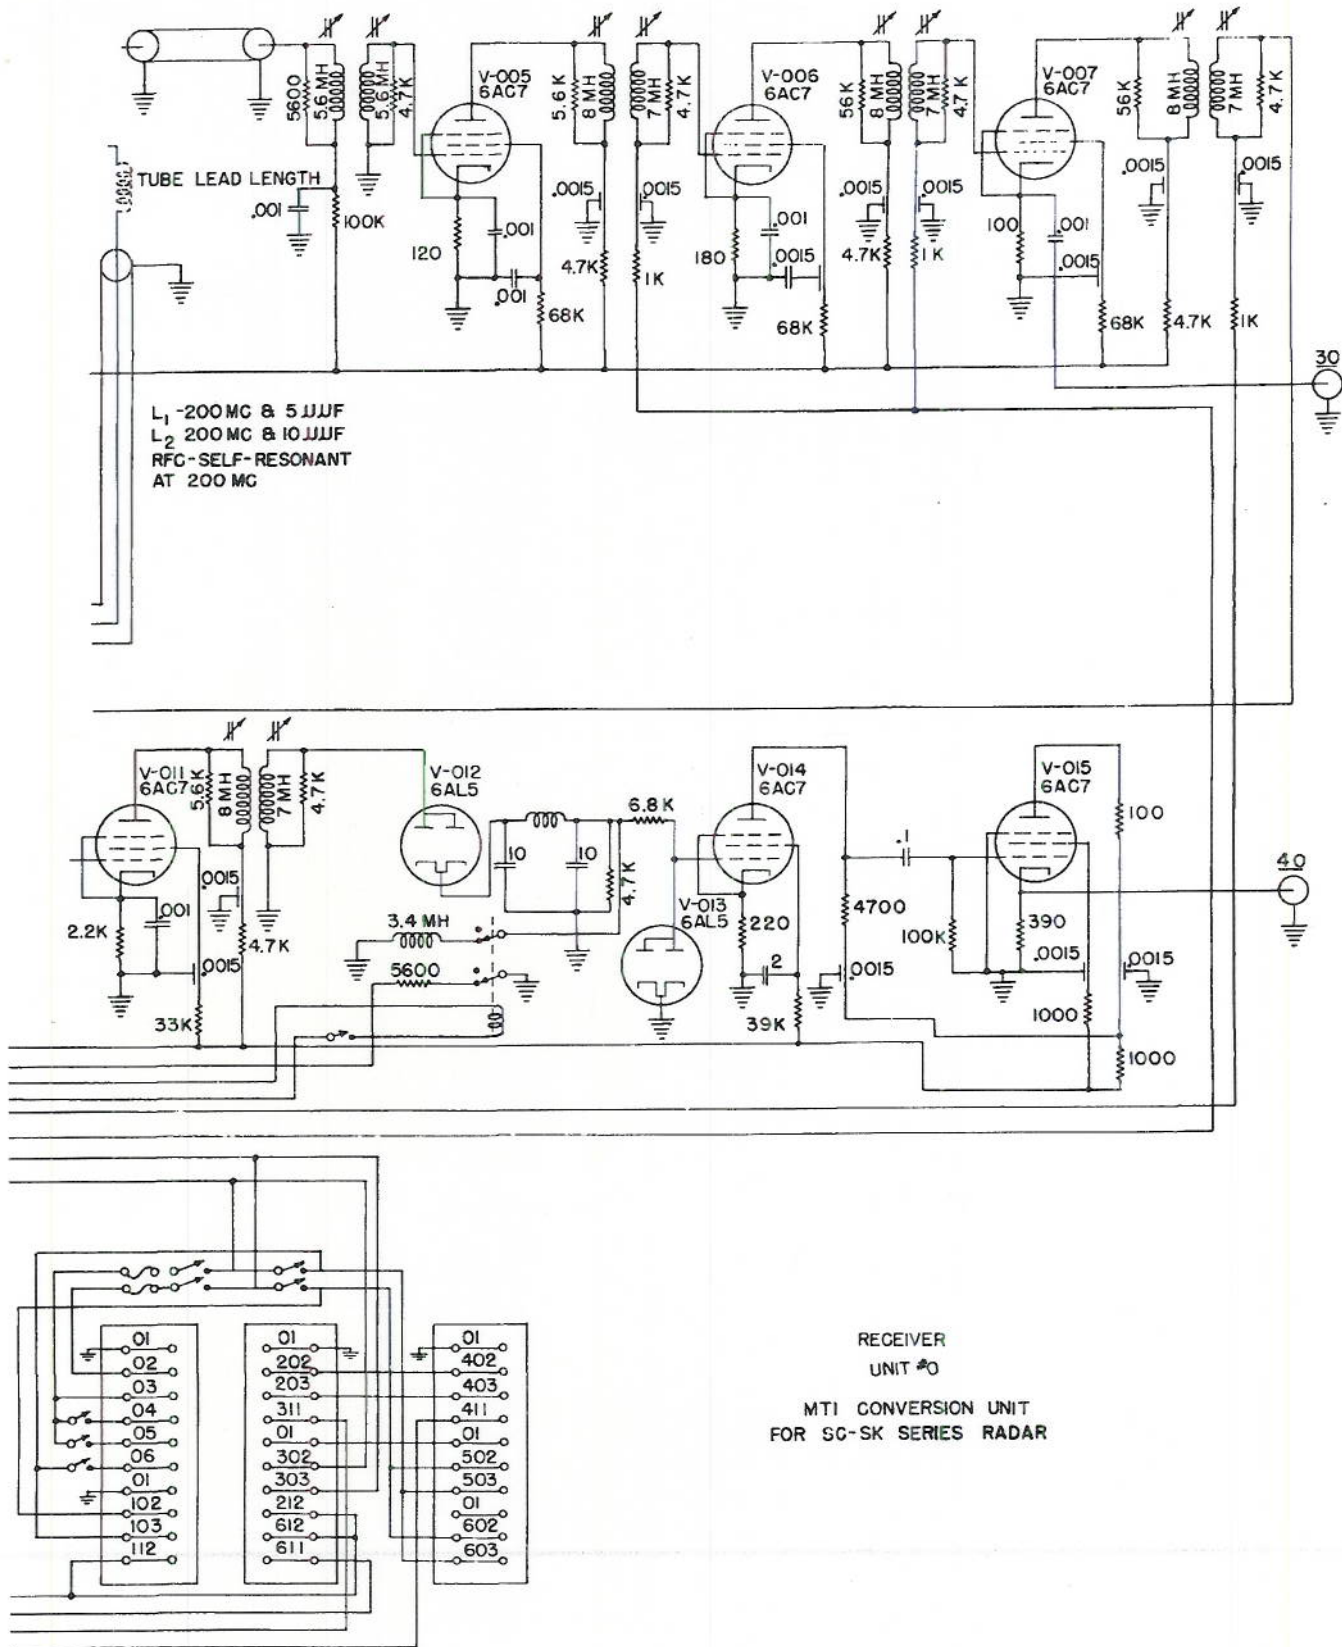 V-005
6AC7
V-006
6AC7
V-007
6AC7
5600
5.6 MH
5.6 MH
4.7K
5.6 K
8 MH
7 MH
4.7K
56K
8 MH
7 MH
4.7 K
56K
8 MH
7 MH
4.7 K
TUBE LEAD LENGTH
.001
100K
120
.001
.001
68K
.0015
.0015
4.7K
1K
180
.001
.0015
68K
.0015
.0015
4.7K
1K
100
.001
.0015
68K
.0015
.0015
4.7K
1K
30
L1 -200 MC & 5 µµF
L2 200 MC & 10 µµF
RFC-SELF-RESONANT
AT 200 MC
V-011
6AC7
5.6K
8 MH
7 MH
4.7K
V-012
6AL5
V-014
6AC7
V-015
6AC7
6.8 K
100
10
10
4.7K
.1
40
.001
.0015
2.2K
4.7K
.0015
33K
3.4 MH
5600
V-013
6AL5
220
2
39K
4700
.0015
100K
390
.0015
.0015
1000
1000
01
02
03
04
05
06
01
102
103
112
01
202
203
311
01
302
303
212
612
611
01
402
403
411
01
502
503
01
602
603
RECEIVER
UNIT #0
MTI CONVERSION UNIT
FOR SC-SK SERIES RADAR